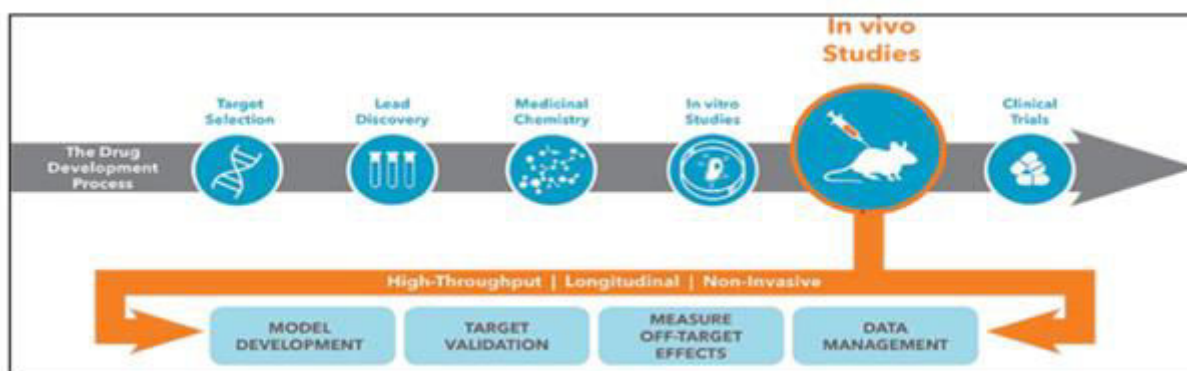 In vivo
Studies
Target
Selection
Lead
Discovery
Medicinal
Chemistry
In vitro
Studies
Clinical
Trials
The Drug
Development
Process
High-Throughput | Longitudinal | Non-Invasive
MODEL
DEVELOPMENT
TARGET
VALIDATION
MEASURE
OFF-TARGET
EFFECTS
DATA
MANAGEMENT